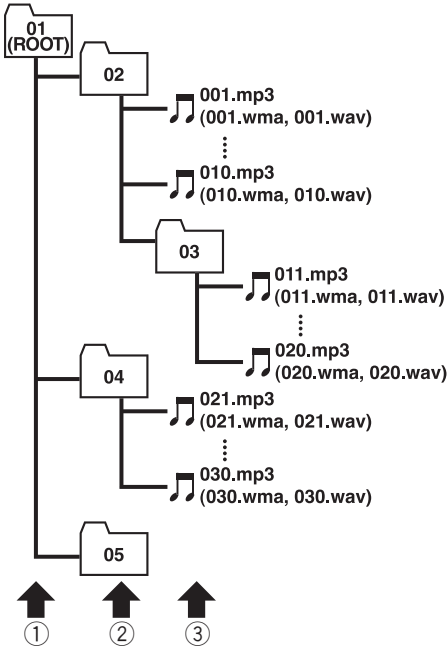 01
(ROOT)
02
001.mp3
(001.wma, 001.wav)
010.mp3
(010.wma, 010.wav)
03
011.mp3
(011.wma, 011.wav)
020.mp3
(020.wma, 020.wav)
04
021.mp3
(021.wma, 021.wav)
030.mp3
(030.wma, 030.wav)
05
① ② ③